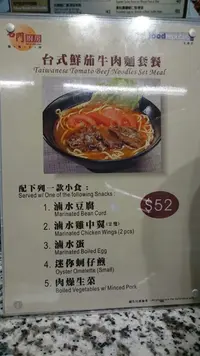 台式鮮茄牛肉麵套餐
Taiwanese Tomato Beef Noodles Set Meal
配下列一款小食：
Served w/ One of the following Snacks :
$52
1. 滷水豆腐
Marinated Bean Curd
2. 滷水雞中翼
Marinated Chicken Wings (2 pcs)
3. 滷水蛋
Marinated Boiled Egg
4. 迷你蚵仔煎
Oyster Omelette (Small)
5. 肉燥生菜
Boiled Vegetables w/ Minced Pork